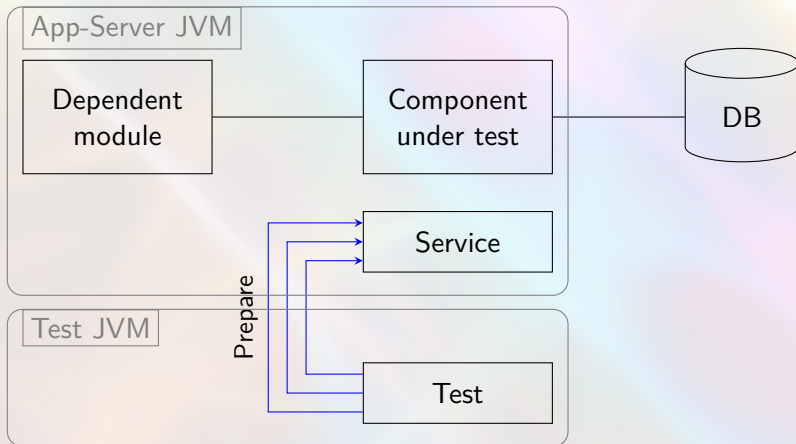 App-Server JVM
Dependent
module
Component
under test
DB
Service
Prepare
Test JVM
Test